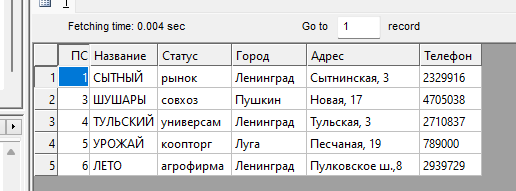 Fetching time: 0.004 sec Go to 1 record
ПС Название Статус Город Адрес Телефон
1 1 СЫТНЫЙ рынок Ленинград Сытнинская, 3 2329916
2 3 ШУШАРЫ совхоз Пушкин Новая, 17 4705038
3 4 ТУЛЬСКИЙ универсам Ленинград Тульская, 3 2710837
4 5 УРОЖАЙ коопторг Луга Песчаная, 19 789000
5 6 ЛЕТО агрофирма Ленинград Пулковское ш.,8 2939729